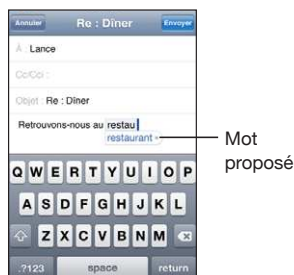 Annuler Re : Dîner Envoyer
À : Lance
Cc/Cci :
Objet : Re : Dîner
Retrouvons-nous au restau
restaurant ×
Mot
proposé
Q W E R T Y U I O P
A S D F G H J K L
Z X C V B N M
.?123 space return